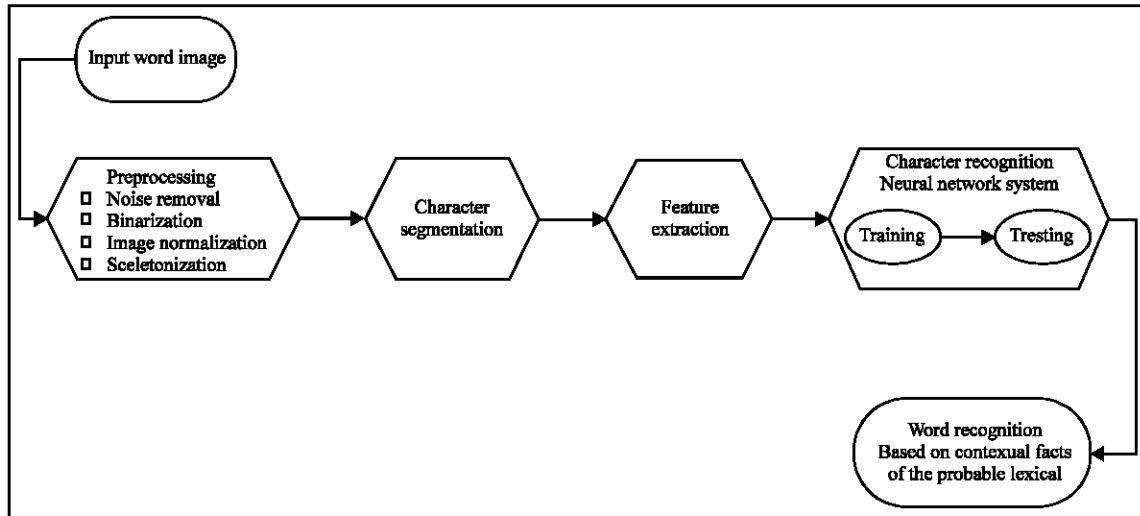 Input word image
Preprocessing
Noise removal
Binarization
Image normalization
Sceletonization
Character
segmentation
Feature
extraction
Character recognition
Neural network system
Training
Tresting
Word recognition
Based on contexual facts
of the probable lexical